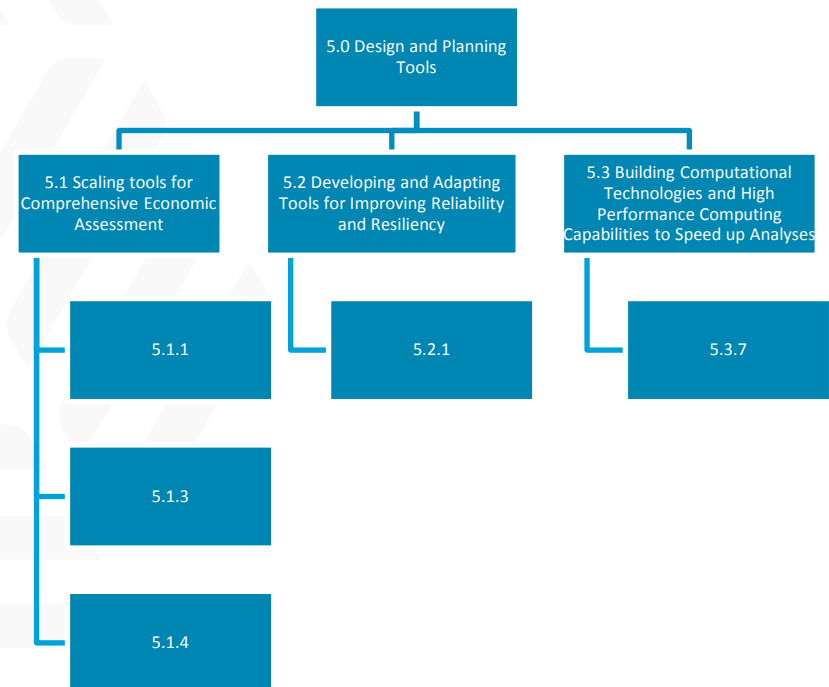 5.0 Design and Planning
Tools
5.1 Scaling tools for
Comprehensive Economic
Assessment
5.2 Developing and Adapting
Tools for Improving Reliability
and Resiliency
5.3 Building Computational
Technologies and High
Performance Computing
Capabilities to Speed up Analyses
5.1.1
5.2.1
5.3.7
5.1.3
5.1.4